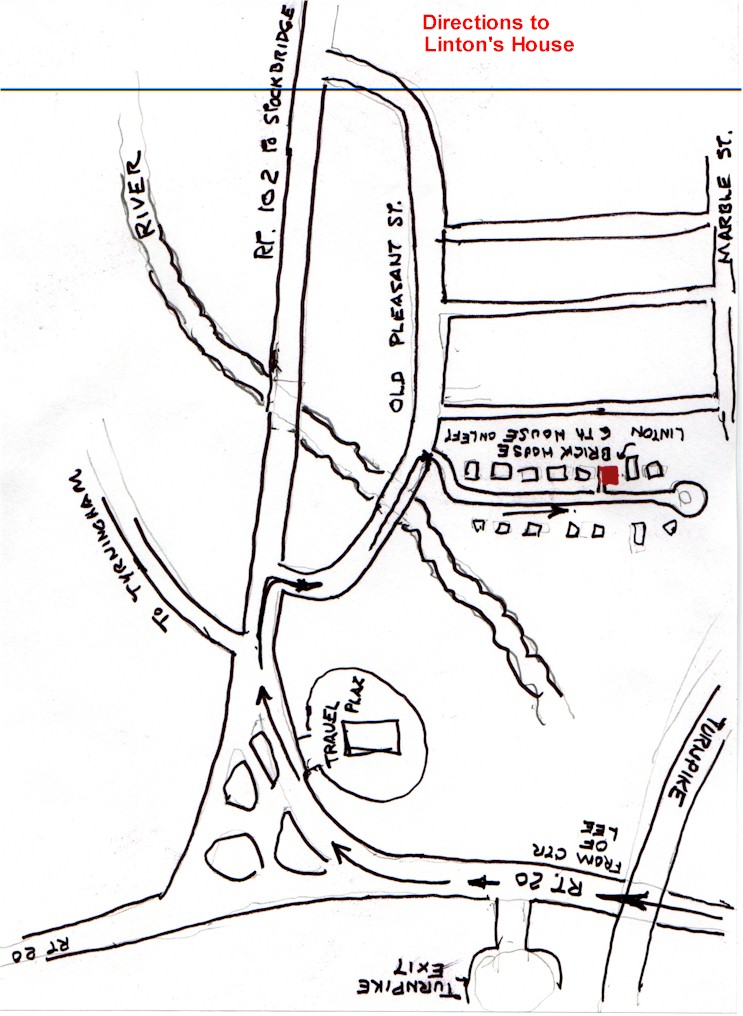 Directions to
Linton's House
RT. 102 TO STOCKBRIDGE
RIVER
MARBLE ST.
OLD PLEASANT ST.
LINTON 6TH HOUSE ON LEFT
BRICK HOUSE
TO TYRNINGHAM
TRAVEL
PLAZ
TURNPIKE
FROM CTR
OF
LEE
RT. 20
RT 20
TURNPIKE
EXIT